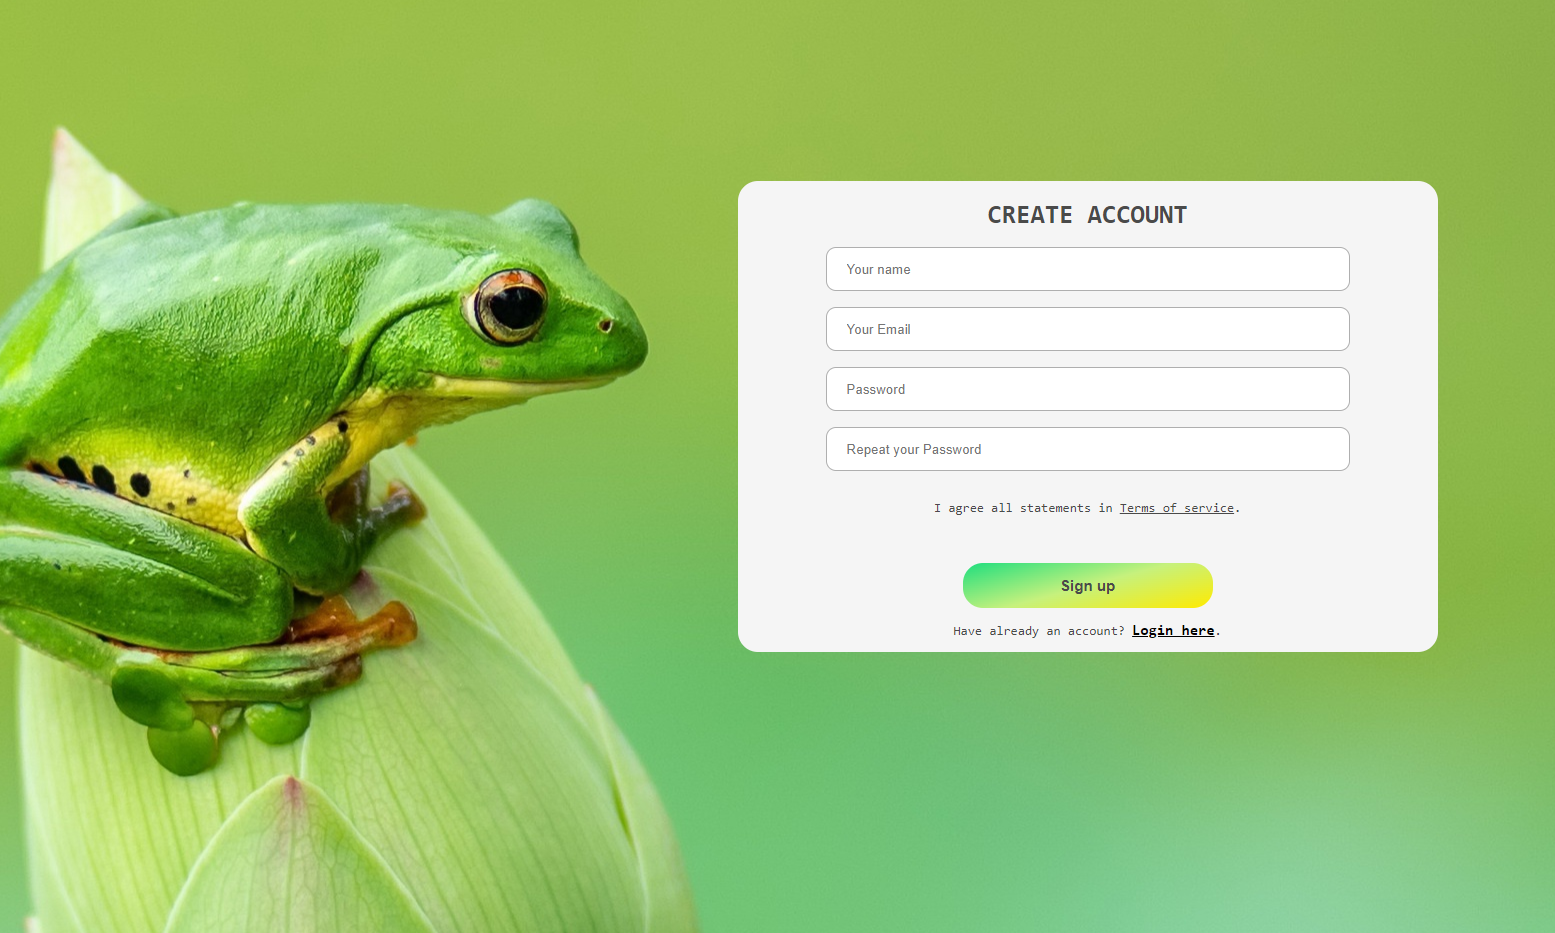 CREATE ACCOUNT
Your name
Your Email
Password
Repeat your Password
I agree all statements in Terms of service.
Sign up
Have already an account? Login here.